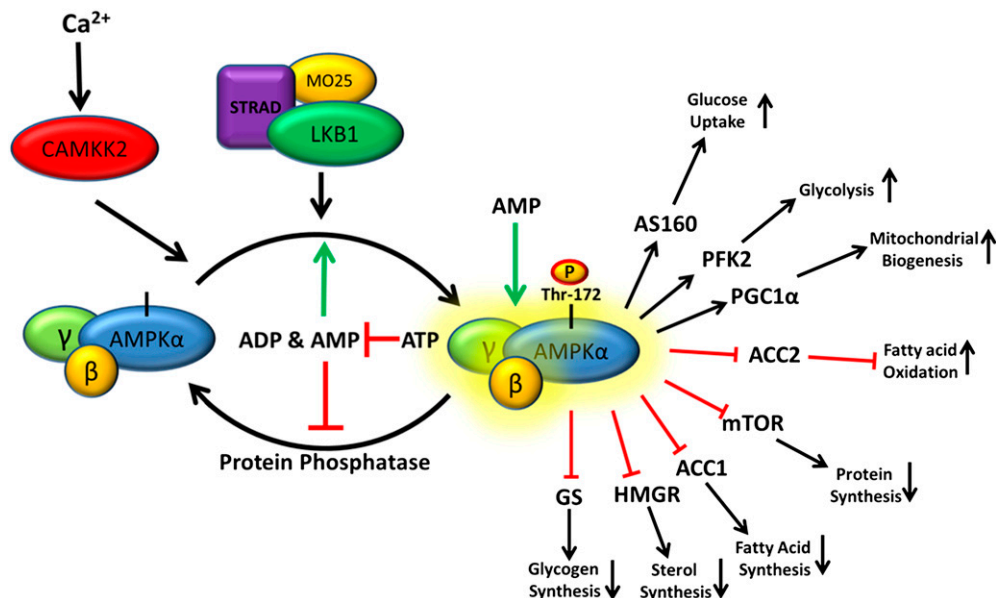 Ca²⁺
CAMKK2
MO25
STRAD
LKB1
AMP
P
Thr-172
γ
AMPKα
β
ADP & AMP
ATP
γ
AMPKα
β
Protein Phosphatase
Glucose
Uptake
AS160
Glycolysis
PFK2
Mitochondrial
Biogenesis
PGC1α
ACC2
Fatty acid
Oxidation
mTOR
Protein
Synthesis
ACC1
Fatty Acid
Synthesis
HMGR
Sterol
Synthesis
GS
Glycogen
Synthesis